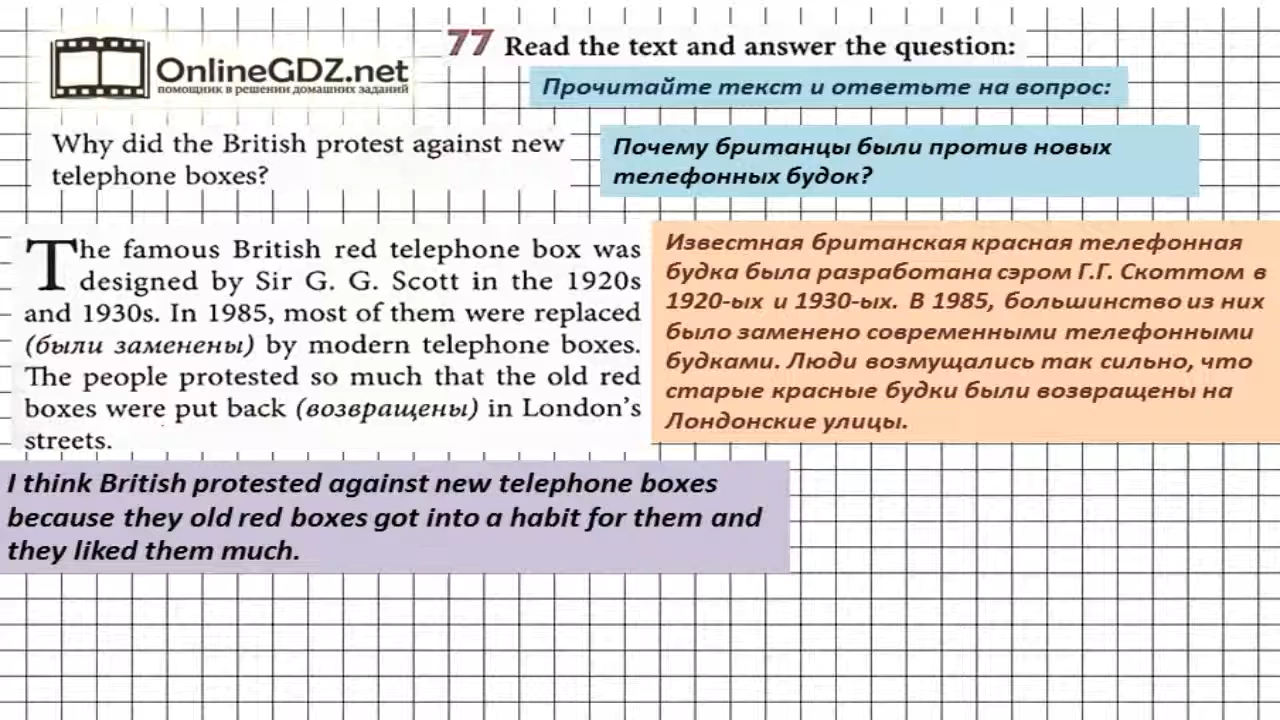 OnlineGDZ.net
помощник в решении домашних заданий
77 Read the text and answer the question:
Прочитайте текст и ответьте на вопрос:
Why did the British protest against new
telephone boxes?
Почему британцы были против новых
телефонных будок?
The famous British red telephone box was
designed by Sir G. G. Scott in the 1920s
and 1930s. In 1985, most of them were replaced
(были заменены) by modern telephone boxes.
The people protested so much that the old red
boxes were put back (возвращены) in London's
streets.
Известная британская красная телефонная
будка была разработана сэром Г.Г. Скоттом в
1920-ых и 1930-ых. В 1985, большинство из них
было заменено современными телефонными
будками. Люди возмущались так сильно, что
старые красные будки были возвращены на
Лондонские улицы.
I think British protested against new telephone boxes
because they old red boxes got into a habit for them and
they liked them much.